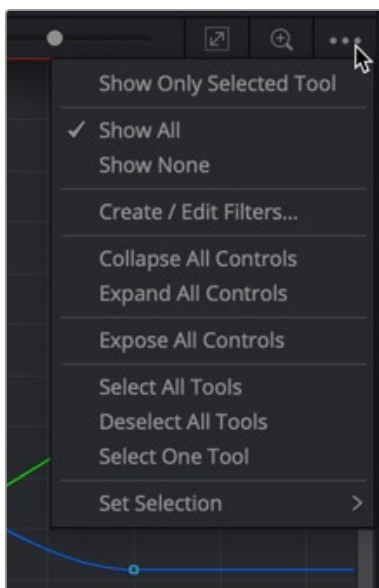 Show Only Selected Tool
Show All
Show None
Create / Edit Filters...
Collapse All Controls
Expand All Controls
Expose All Controls
Select All Tools
Deselect All Tools
Select One Tool
Set Selection